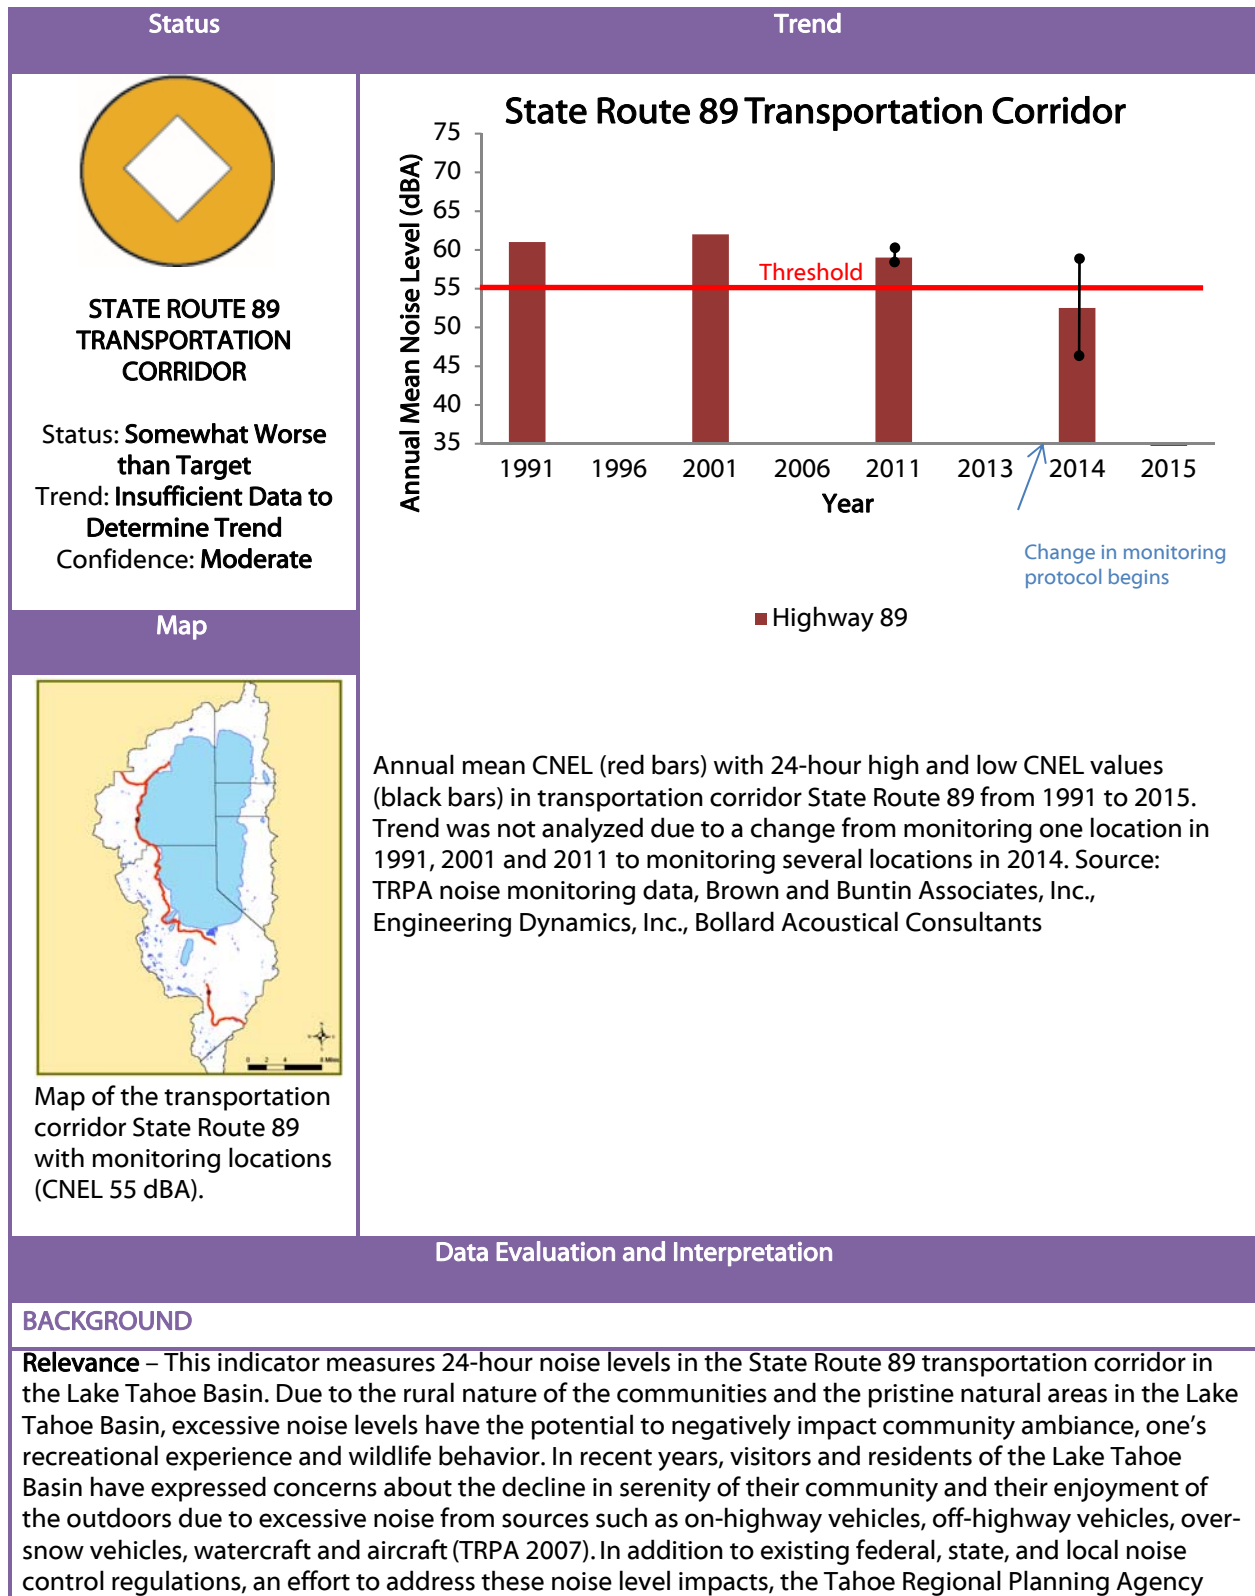 Status
Trend
STATE ROUTE 89
TRANSPORTATION
CORRIDOR
Status: Somewhat Worse
than Target
Trend: Insufficient Data to
Determine Trend
Confidence: Moderate
State Route 89 Transportation Corridor
Annual Mean Noise Level (dBA)
75
70
65
60
55
50
45
40
35
Threshold
1991 1996 2001 2006 2011 2013 2014 2015
Year
Change in monitoring
protocol begins
Highway 89
Map
0 2 4 8 Miles
Map of the transportation
corridor State Route 89
with monitoring locations
(CNEL 55 dBA).
Annual mean CNEL (red bars) with 24-hour high and low CNEL values
(black bars) in transportation corridor State Route 89 from 1991 to 2015.
Trend was not analyzed due to a change from monitoring one location in
1991, 2001 and 2011 to monitoring several locations in 2014. Source:
TRPA noise monitoring data, Brown and Buntin Associates, Inc.,
Engineering Dynamics, Inc., Bollard Acoustical Consultants
Data Evaluation and Interpretation
BACKGROUND
Relevance – This indicator measures 24-hour noise levels in the State Route 89 transportation corridor in
the Lake Tahoe Basin. Due to the rural nature of the communities and the pristine natural areas in the Lake
Tahoe Basin, excessive noise levels have the potential to negatively impact community ambiance, one's
recreational experience and wildlife behavior. In recent years, visitors and residents of the Lake Tahoe
Basin have expressed concerns about the decline in serenity of their community and their enjoyment of
the outdoors due to excessive noise from sources such as on-highway vehicles, off-highway vehicles, over-
snow vehicles, watercraft and aircraft (TRPA 2007). In addition to existing federal, state, and local noise
control regulations, an effort to address these noise level impacts, the Tahoe Regional Planning Agency